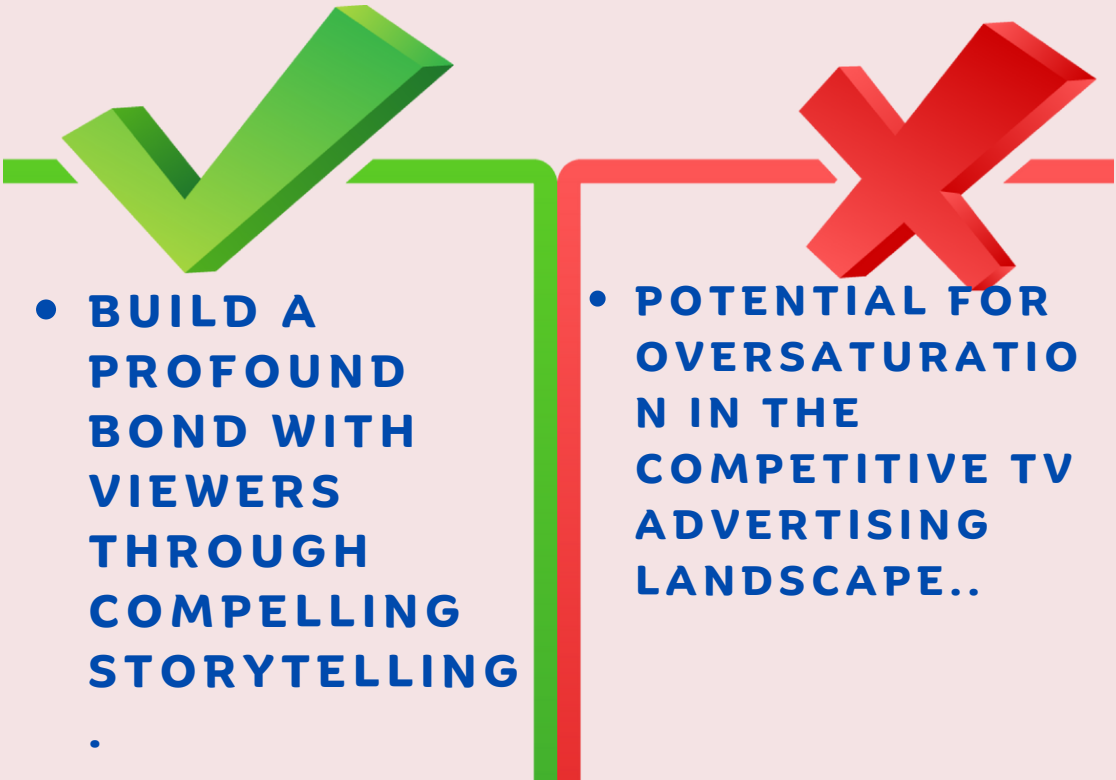 • BUILD A
PROFOUND
BOND WITH
VIEWERS
THROUGH
COMPELLING
STORYTELLING
.
• POTENTIAL FOR
OVERSATURATIO
N IN THE
COMPETITIVE TV
ADVERTISING
LANDSCAPE..